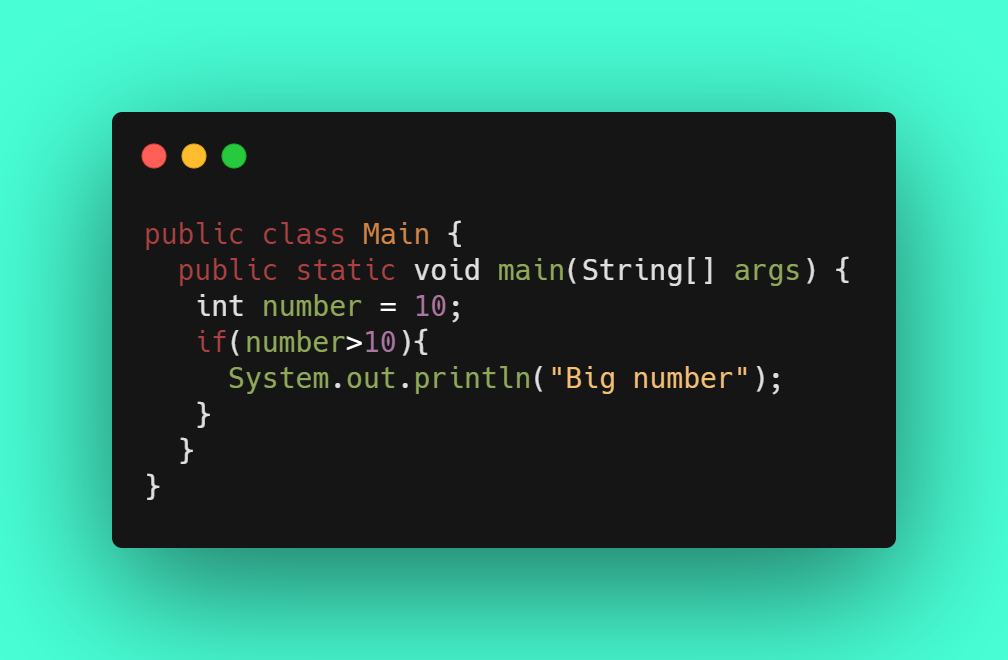 public class Main {
  public static void main(String[] args) {
   int number = 10;
   if(number>10){
     System.out.println("Big number");
   }
  }
}